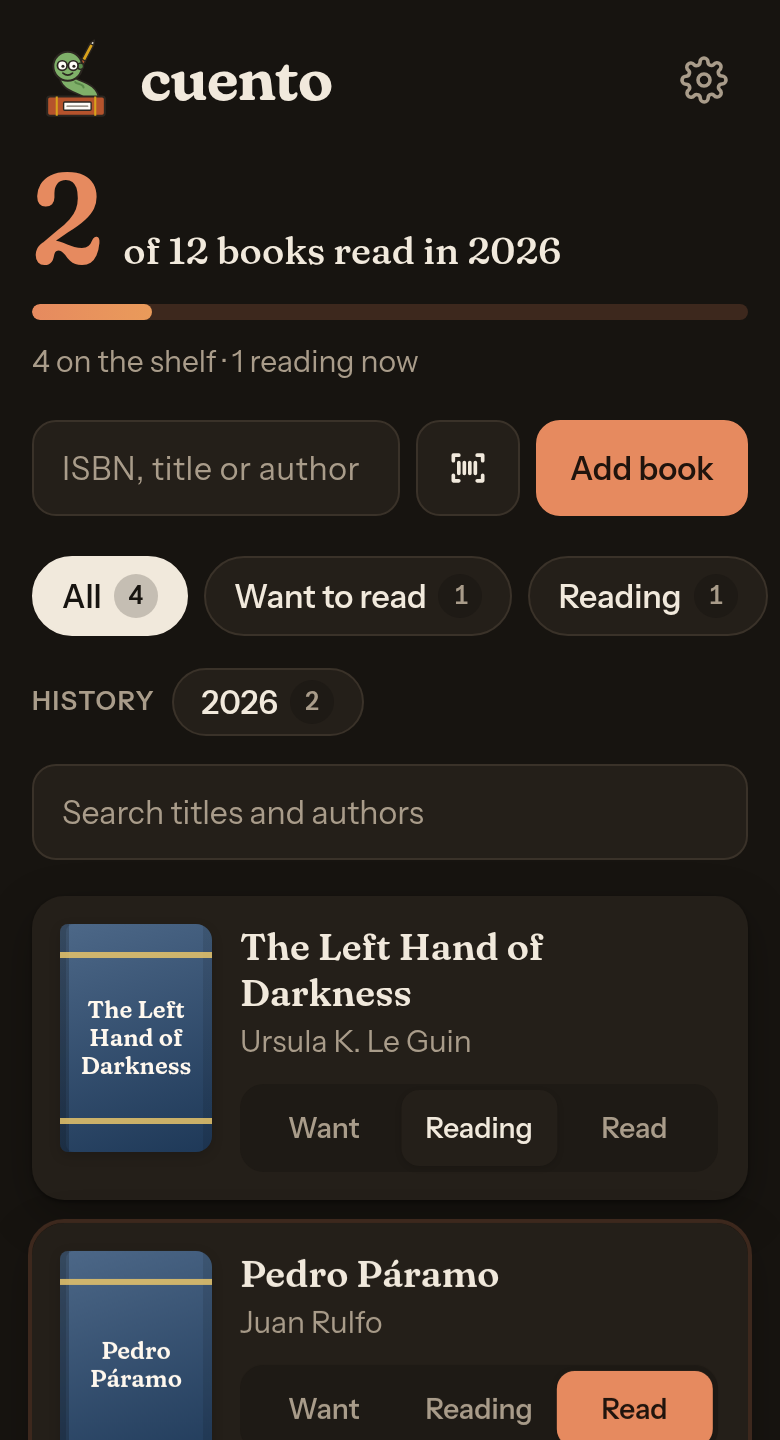 cuento
2 of 12 books read in 2026
4 on the shelf · 1 reading now
ISBN, title or author
Add book
All 4 Want to read 1 Reading 1
HISTORY 2026 2
Search titles and authors
The Left
Hand of
Darkness
The Left Hand of
Darkness
Ursula K. Le Guin
Want Reading Read
Pedro
Páramo
Pedro Páramo
Juan Rulfo
Want Reading Read